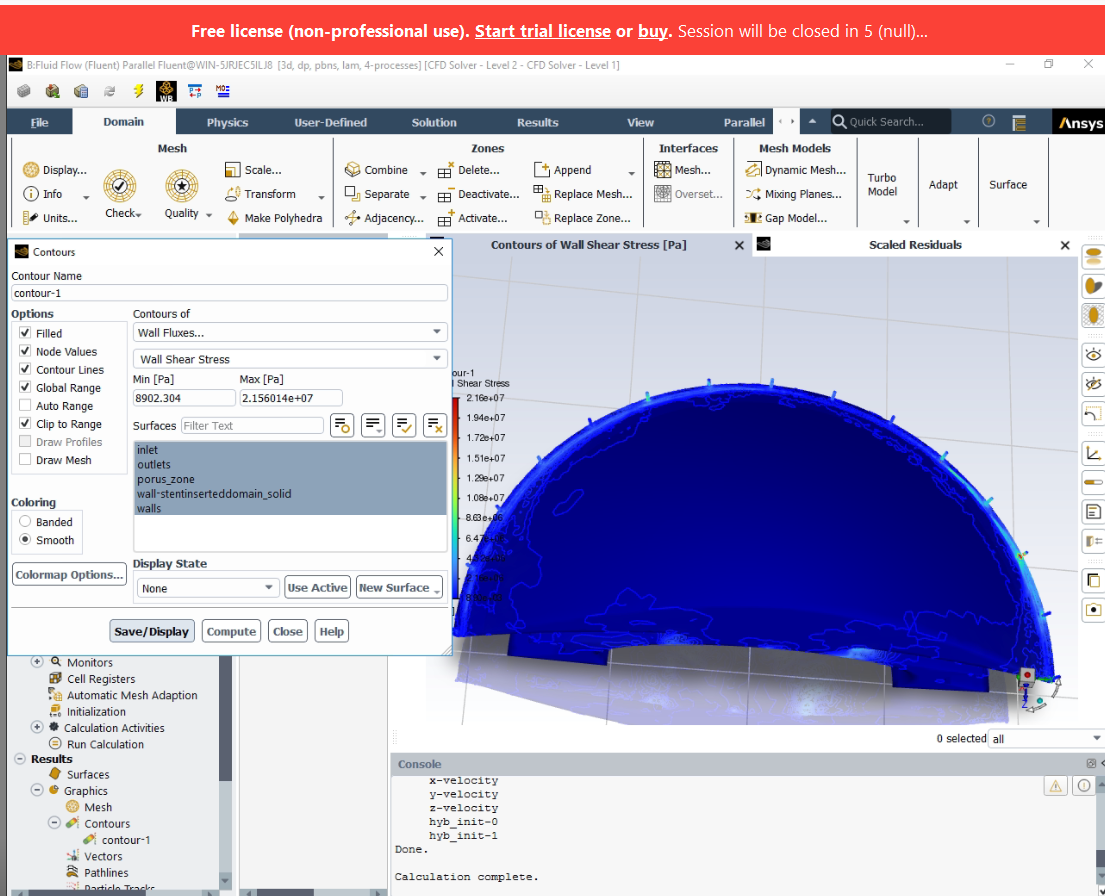 Free license (non-professional use). Start trial license or buy. Session will be closed in 5 (null)...
B:Fluid Flow (Fluent) Parallel Fluent@WIN-5JRJEC5ILJ8 [3d, dp, pbns, lam, 4-processes] [CFD Solver - Level 2 - CFD Solver - Level 1]
File Domain Physics User-Defined Solution Results View Parallel Quick Search... Ansys
Mesh Zones Interfaces Mesh Models
Display... Scale... Combine Delete... Append Mesh... Dynamic Mesh...
Info Transform Separate Deactivate... Replace Mesh... Overset... Mixing Planes...
Units... Check Quality Make Polyhedra Adjacency... Activate... Replace Zone... Gap Model...
Turbo Model Adapt Surface
Contours
Contours of Wall Shear Stress [Pa] Scaled Residuals
Contour Name
contour-1
Options
Filled
Node Values
Contour Lines
Global Range
Auto Range
Clip to Range
Draw Profiles
Draw Mesh
Coloring
Banded
Smooth
Colormap Options...
Contours of
Wall Fluxes...
Wall Shear Stress
Min [Pa] Max [Pa]
8902.304 2.156014e+07
Surfaces Filter Text
inlet
outlets
porus_zone
wall-stentinserteddomain_solid
walls
Display State
None Use Active New Surface
Save/Display Compute Close Help
our-1
Shear Stress
2.16e+07
1.94e+07
1.72e+07
1.51e+07
1.29e+07
1.08e+07
8.63e+06
Z
0 selected all
Monitors
Cell Registers
Automatic Mesh Adaption
Initialization
Calculation Activities
Run Calculation
Results
Surfaces
Graphics
Mesh
Contours
contour-1
Vectors
Pathlines
Particle Tracks
Console
x-velocity
y-velocity
z-velocity
hyb_init-0
hyb_init-1
Done.
Calculation complete.